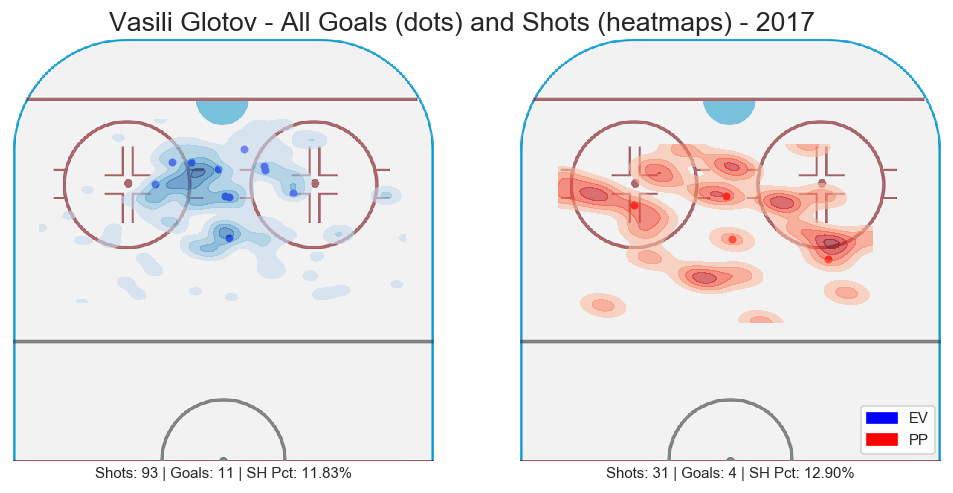 Vasili Glotov - All Goals (dots) and Shots (heatmaps) - 2017
EV
PP
Shots: 93 | Goals: 11 | SH Pct: 11.83%
Shots: 31 | Goals: 4 | SH Pct: 12.90%